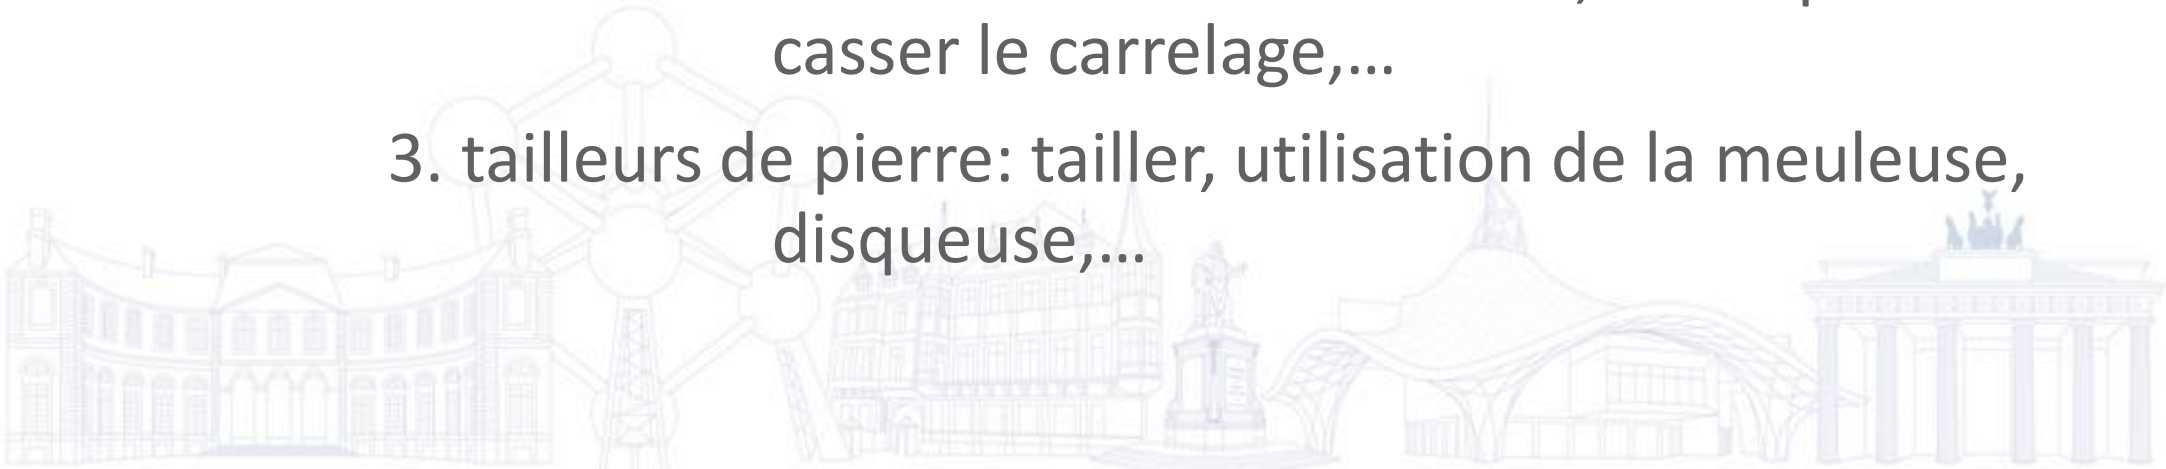 casser le carrelage,...
3. tailleurs de pierre: tailler, utilisation de la meuleuse,
disqueuse,...